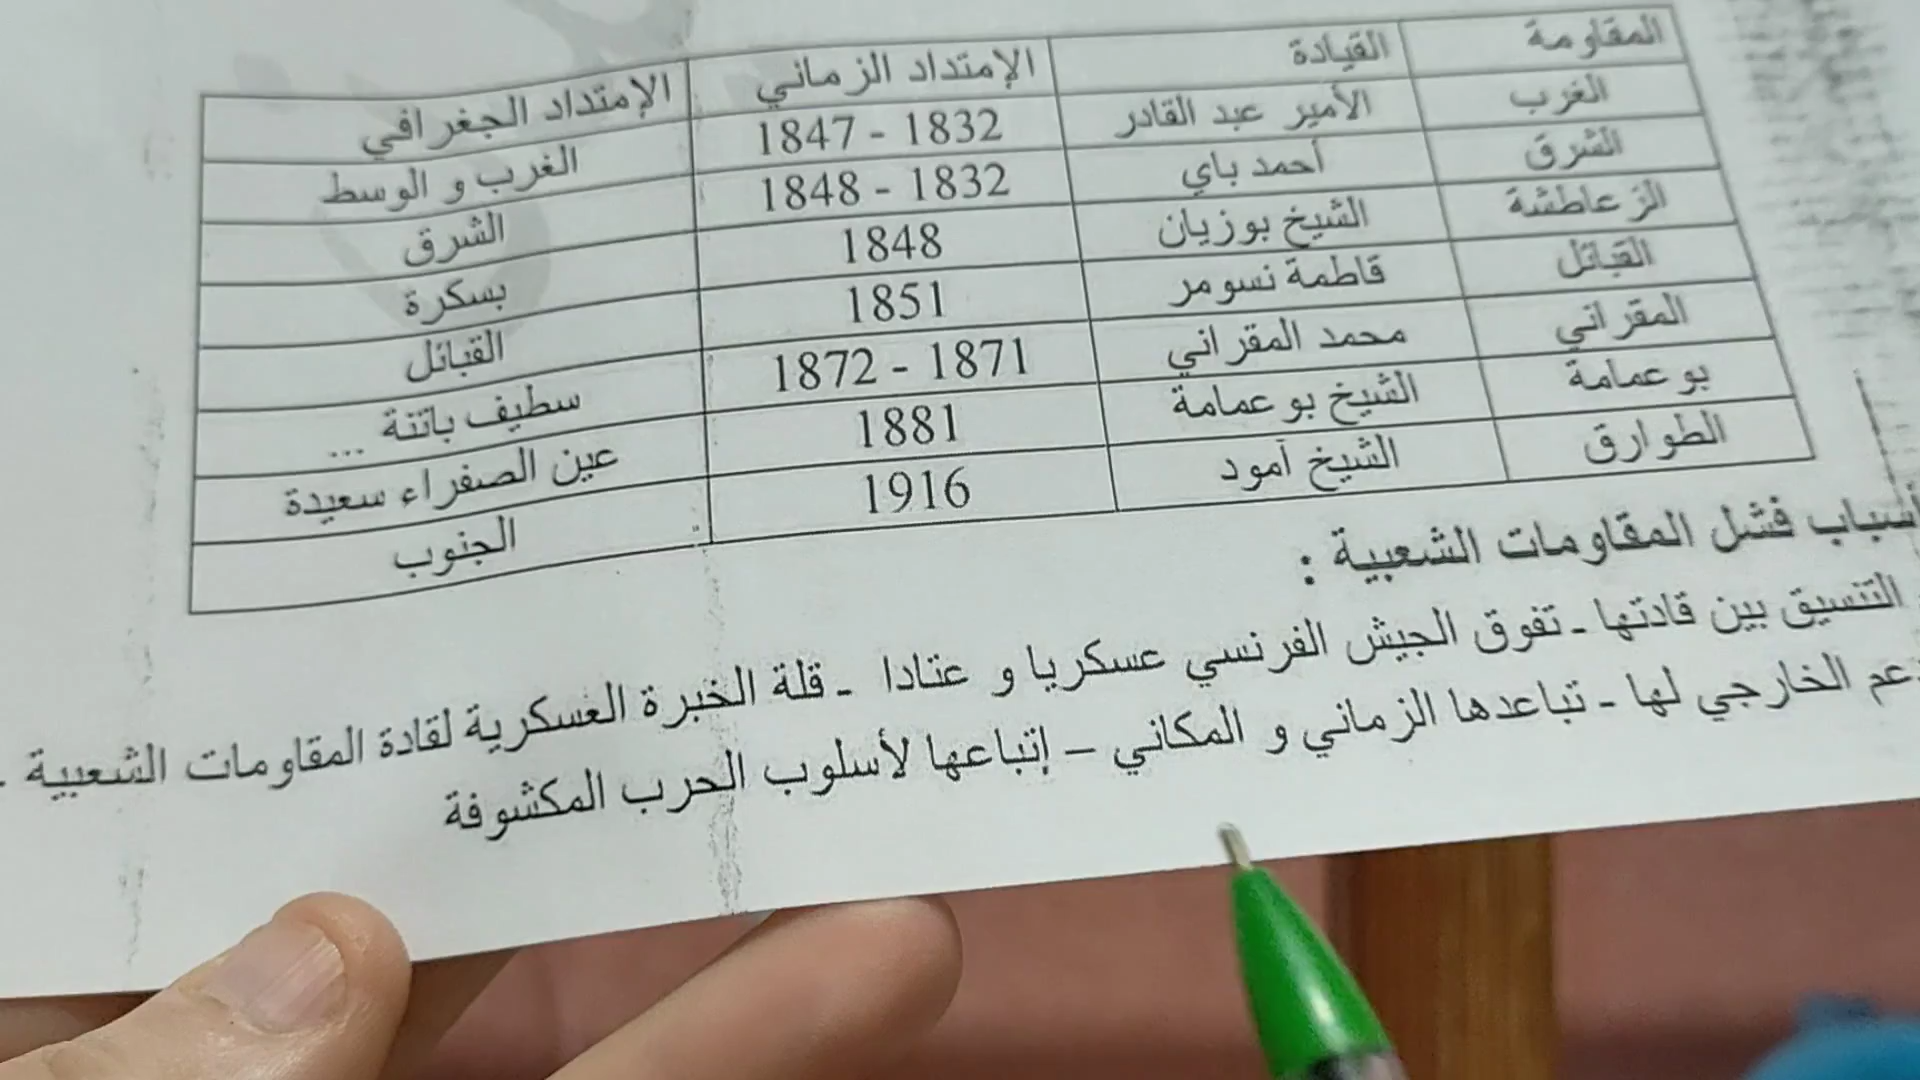 المقاومة القيادة الإمتداد الزماني الإمتداد الجغرافي
الغرب الأمير عبد القادر 1832 - 1847 الغرب و الوسط
الشرق أحمد باي 1832 - 1848 الشرق
الزعاطشة الشيخ بوزيان 1848 بسكرة
القبائل فاطمة نسومر 1851 القبائل
المقراني محمد المقراني 1871 - 1872 سطيف باتنة ...
بوعمامة الشيخ بوعمامة 1881 عين الصفراء سعيدة
الطوارق الشيخ آمود 1916 الجنوب
أسباب فشل المقاومات الشعبية :
التنسيق بين قادتها - تفوق الجيش الفرنسي عسكريا و عتادا - قلة الخبرة العسكرية لقادة المقاومات الشعبية -
الخارجي لها - تباعدها الزماني و المكاني – إتباعها لأسلوب الحرب المكشوفة